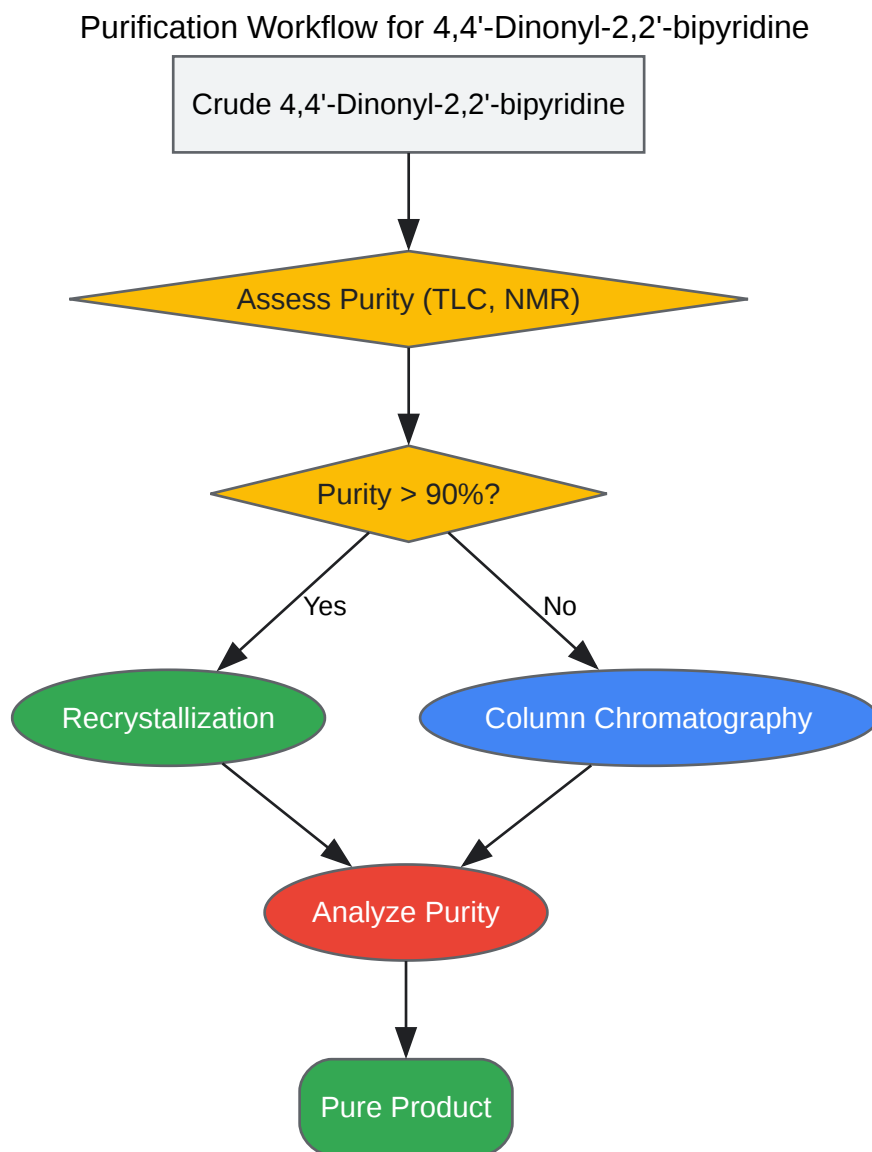 Purification Workflow for 4,4'-Dinonyl-2,2'-bipyridine
Crude 4,4'-Dinonyl-2,2'-bipyridine
Assess Purity (TLC, NMR)
Purity > 90%?
Yes
No
Recrystallization
Column Chromatography
Analyze Purity
Pure Product